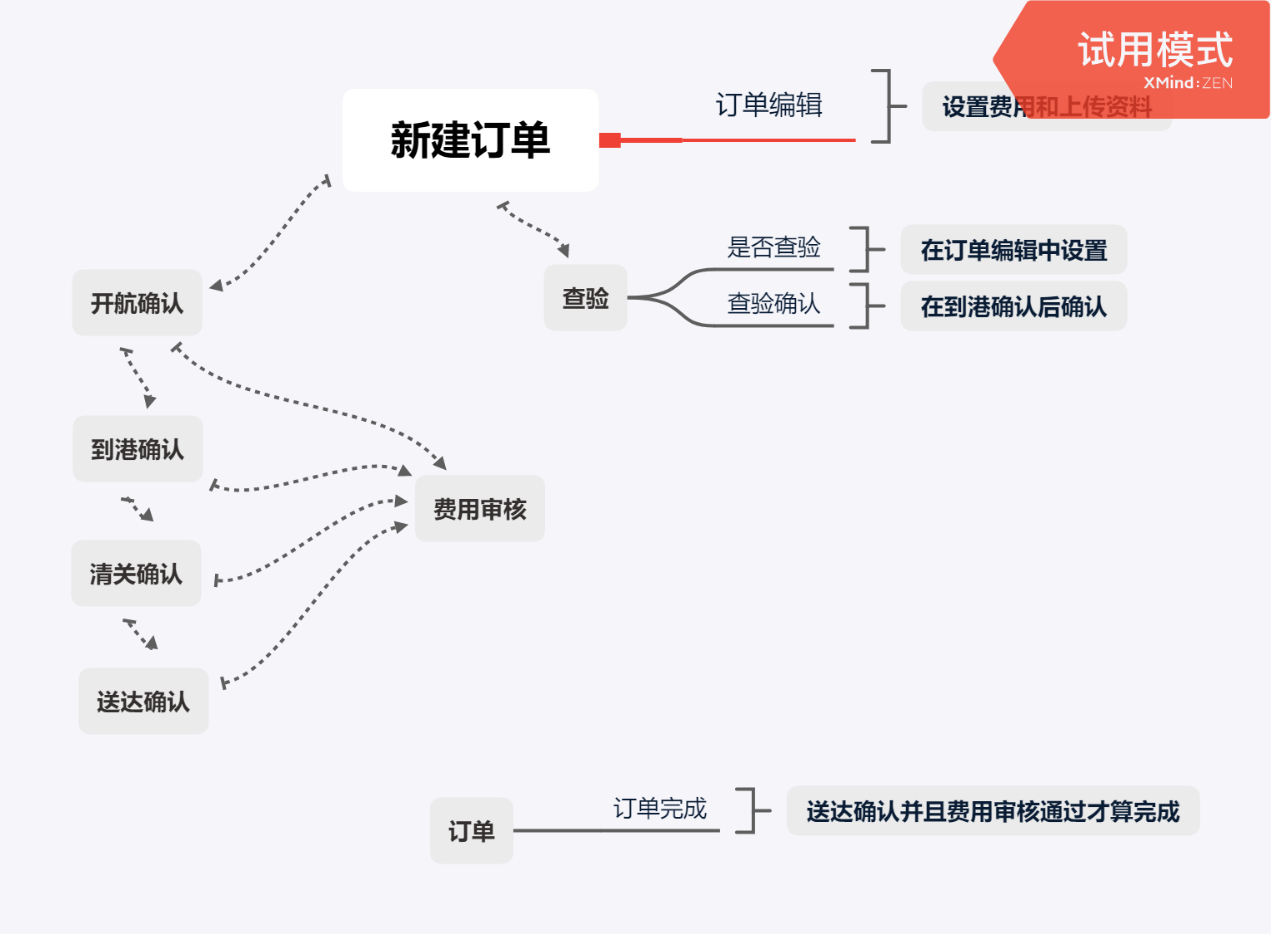 试用模式
XMind:ZEN
订单编辑
设置费用和上传资料
新建订单
是否查验
在订单编辑中设置
查验
查验确认
在到港确认后确认
开航确认
到港确认
费用审核
清关确认
送达确认
订单完成
送达确认并且费用审核通过才算完成
订单